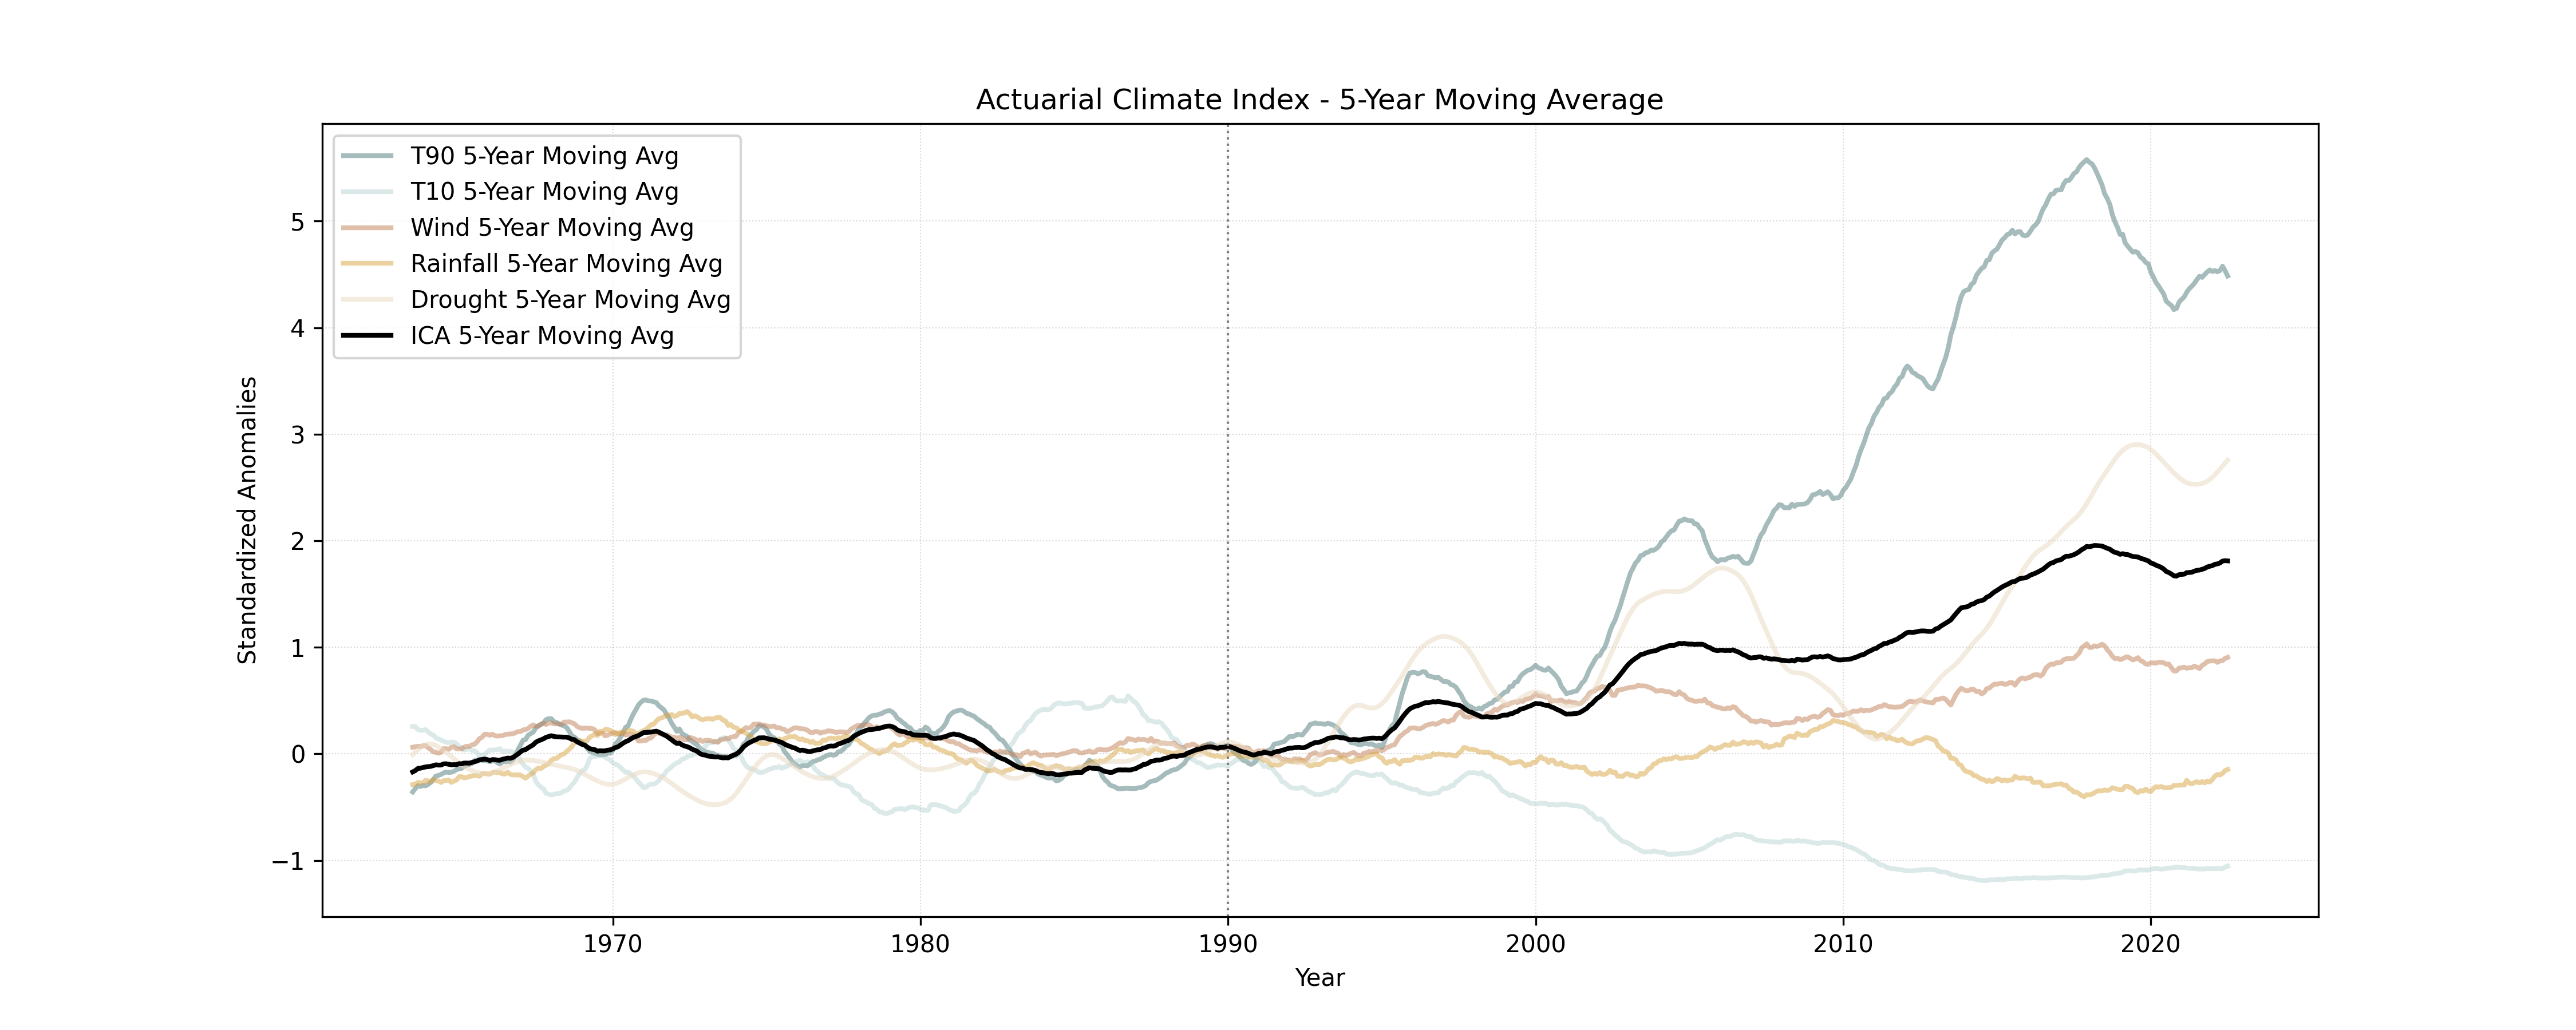 Actuarial Climate Index - 5-Year Moving Average
T90 5-Year Moving Avg
T10 5-Year Moving Avg
Wind 5-Year Moving Avg
Rainfall 5-Year Moving Avg
Drought 5-Year Moving Avg
ICA 5-Year Moving Avg
Standardized Anomalies
5
4
3
2
1
0
−1
1970 1980 1990 2000 2010 2020
Year